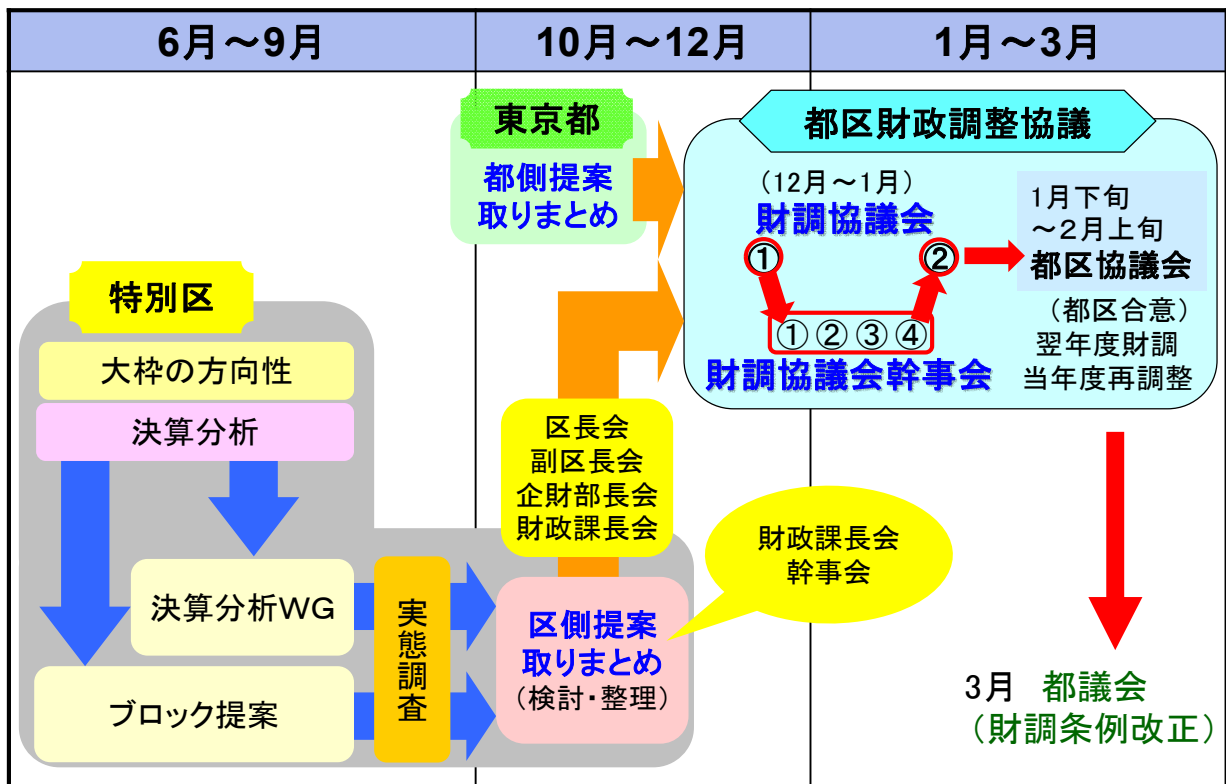 6月～9月
10月～12月
1月～3月
東京都
都側提案
取りまとめ
都区財政調整協議
（12月～1月）
財調協議会
①
②
①②③④
財調協議会幹事会
1月下旬
～2月上旬
都区協議会
（都区合意）
翌年度財調
当年度再調整
特別区
大枠の方向性
決算分析
決算分析WG
ブロック提案
実態調査
区長会
副区長会
企財部長会
財政課長会
区側提案
取りまとめ
（検討・整理）
財政課長会
幹事会
3月 都議会
（財調条例改正）